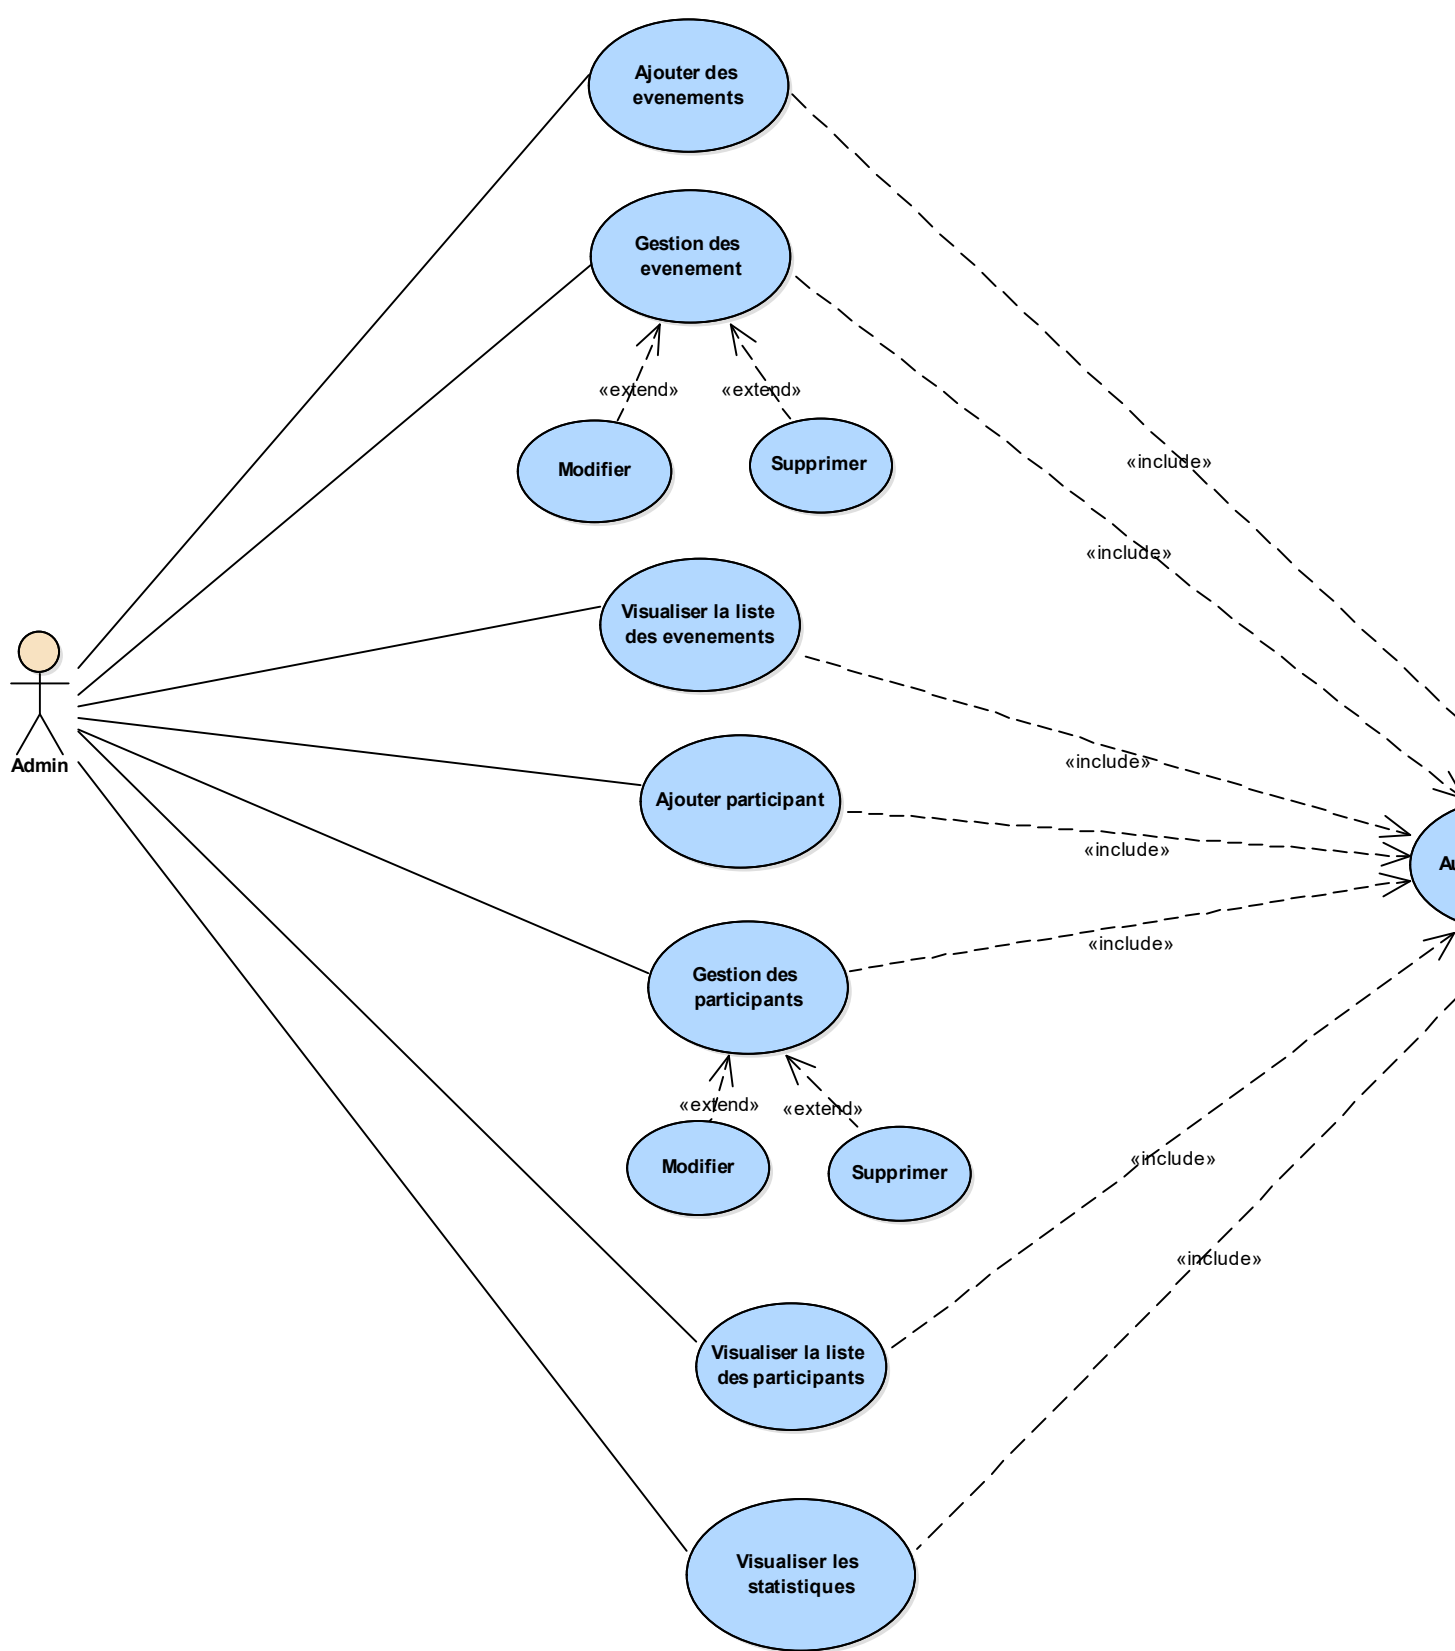 Ajouter des
evenements
Gestion des
evenement
«extend»
«extend»
Modifier
Supprimer
«include»
«include»
Visualiser la liste
des evenements
Admin
«include»
Ajouter participant
«include»
Au
«include»
Gestion des
participants
«extend»
«extend»
Modifier
Supprimer
«include»
«include»
Visualiser la liste
des participants
Visualiser les
statistiques